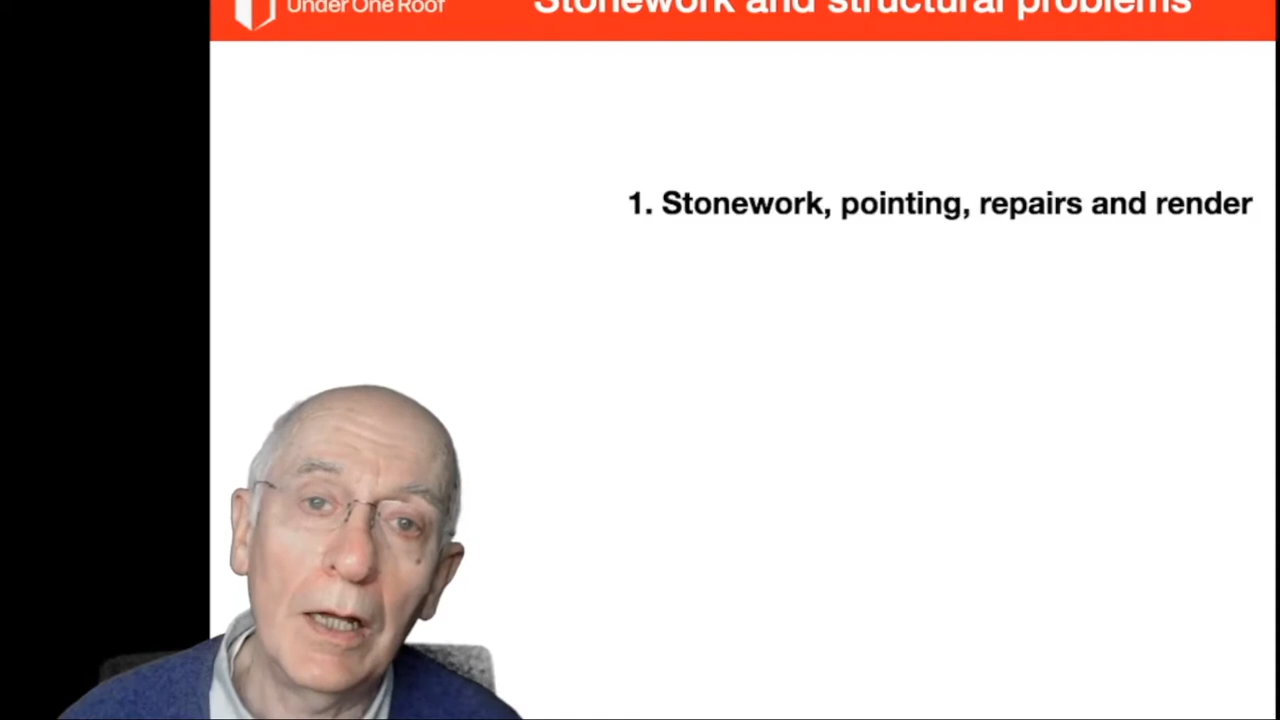 Under One Roof
Stonework and structural problems
1. Stonework, pointing, repairs and render